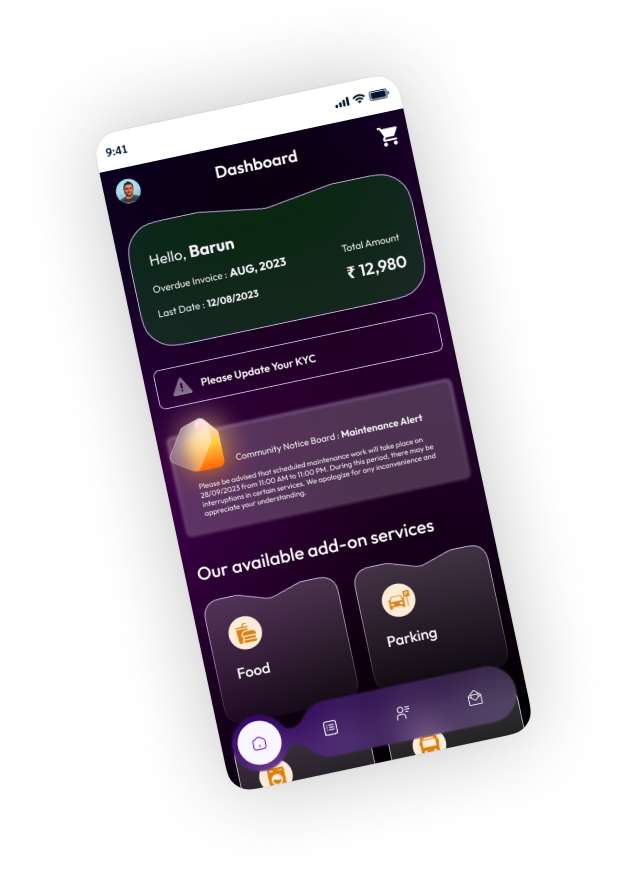 9:41
Dashboard
Hello, Barun
Overdue Invoice : AUG, 2023
Last Date : 12/08/2023
Total Amount
₹ 12,980
Please Update Your KYC
Community Notice Board : Maintenance Alert
Please be advised that scheduled maintenance work will take place on
28/09/2023 from 11:00 AM to 11:00 PM. During this period, there may be
interruptions in certain services. We apologize for any inconvenience and
appreciate your understanding.
Our available add-on services
Food
Parking